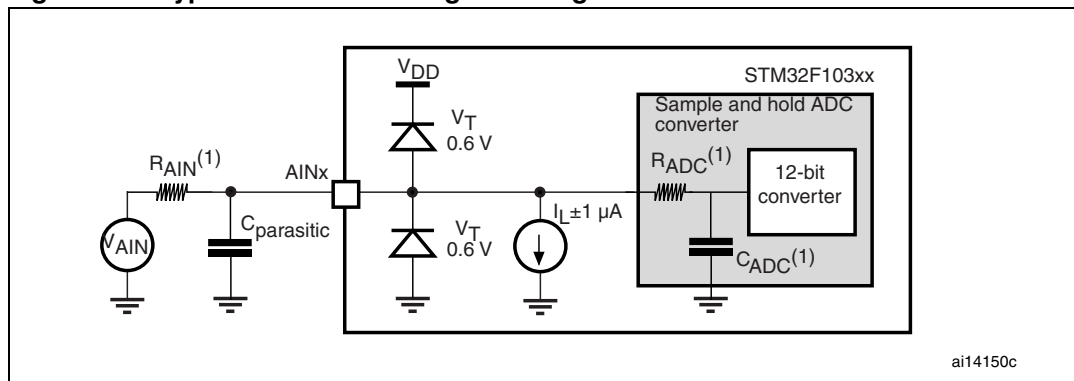 VDD
STM32F103xx
Sample and hold ADC
converter
VT
0.6 V
RAIN(1)
AINx
RADC(1)
12-bit
converter
IL±1 µA
Cparasitic
VT
0.6 V
VAIN
CADC(1)
ai14150c